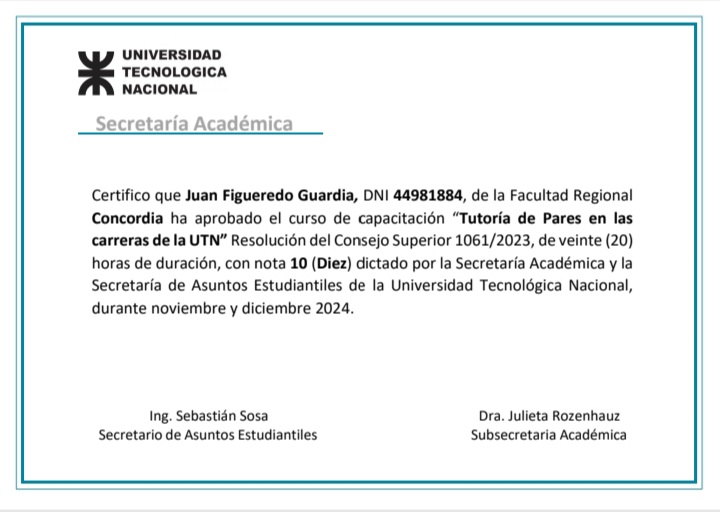 UNIVERSIDAD
TECNOLOGICA
NACIONAL
Secretaría Académica
Certifico que Juan Figueredo Guardia, DNI 44981884, de la Facultad Regional
Concordia ha aprobado el curso de capacitación “Tutoría de Pares en las
carreras de la UTN” Resolución del Consejo Superior 1061/2023, de veinte (20)
horas de duración, con nota 10 (Diez) dictado por la Secretaría Académica y la
Secretaría de Asuntos Estudiantiles de la Universidad Tecnológica Nacional,
durante noviembre y diciembre 2024.
Ing. Sebastián Sosa
Secretario de Asuntos Estudiantiles
Dra. Julieta Rozenhauz
Subsecretaria Académica